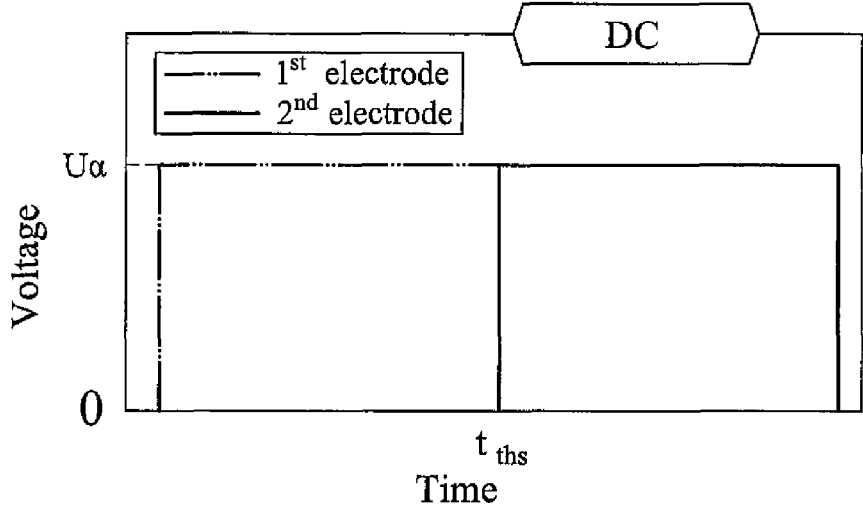 DC
1st electrode
2nd electrode
Uα
Voltage
0
t ths
Time